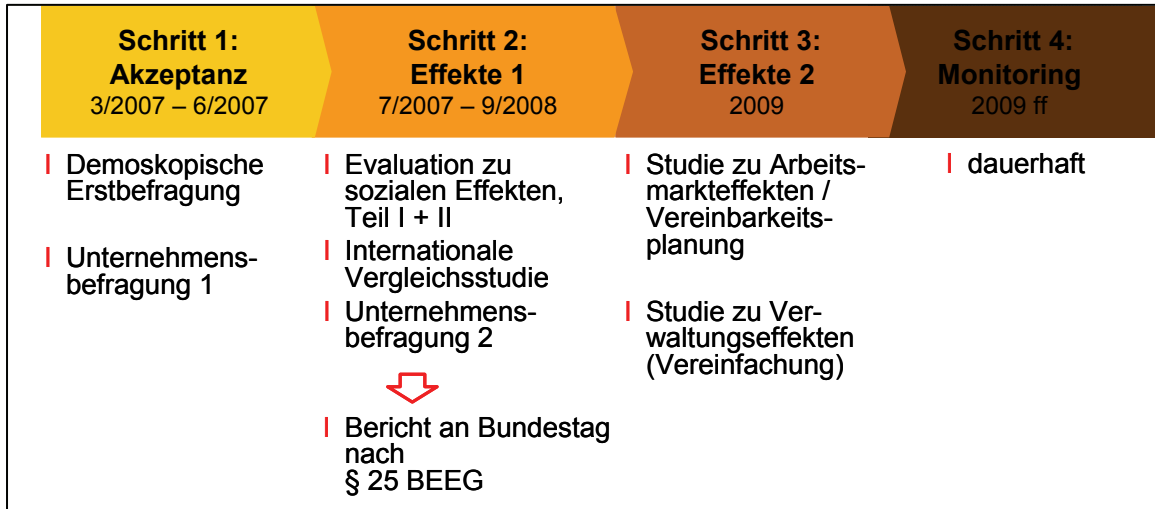 Schritt 1:
Akzeptanz
3/2007 – 6/2007
Schritt 2:
Effekte 1
7/2007 – 9/2008
Schritt 3:
Effekte 2
2009
Schritt 4:
Monitoring
2009 ff
Demoskopische
Erstbefragung
Unternehmens-
befragung 1
Evaluation zu
sozialen Effekten,
Teil I + II
Internationale
Vergleichsstudie
Unternehmens-
befragung 2
Bericht an Bundestag
nach
§ 25 BEEG
Studie zu Arbeits-
markteffekten /
Vereinbarkeits-
planung
Studie zu Ver-
waltungseffekten
(Vereinfachung)
dauerhaft